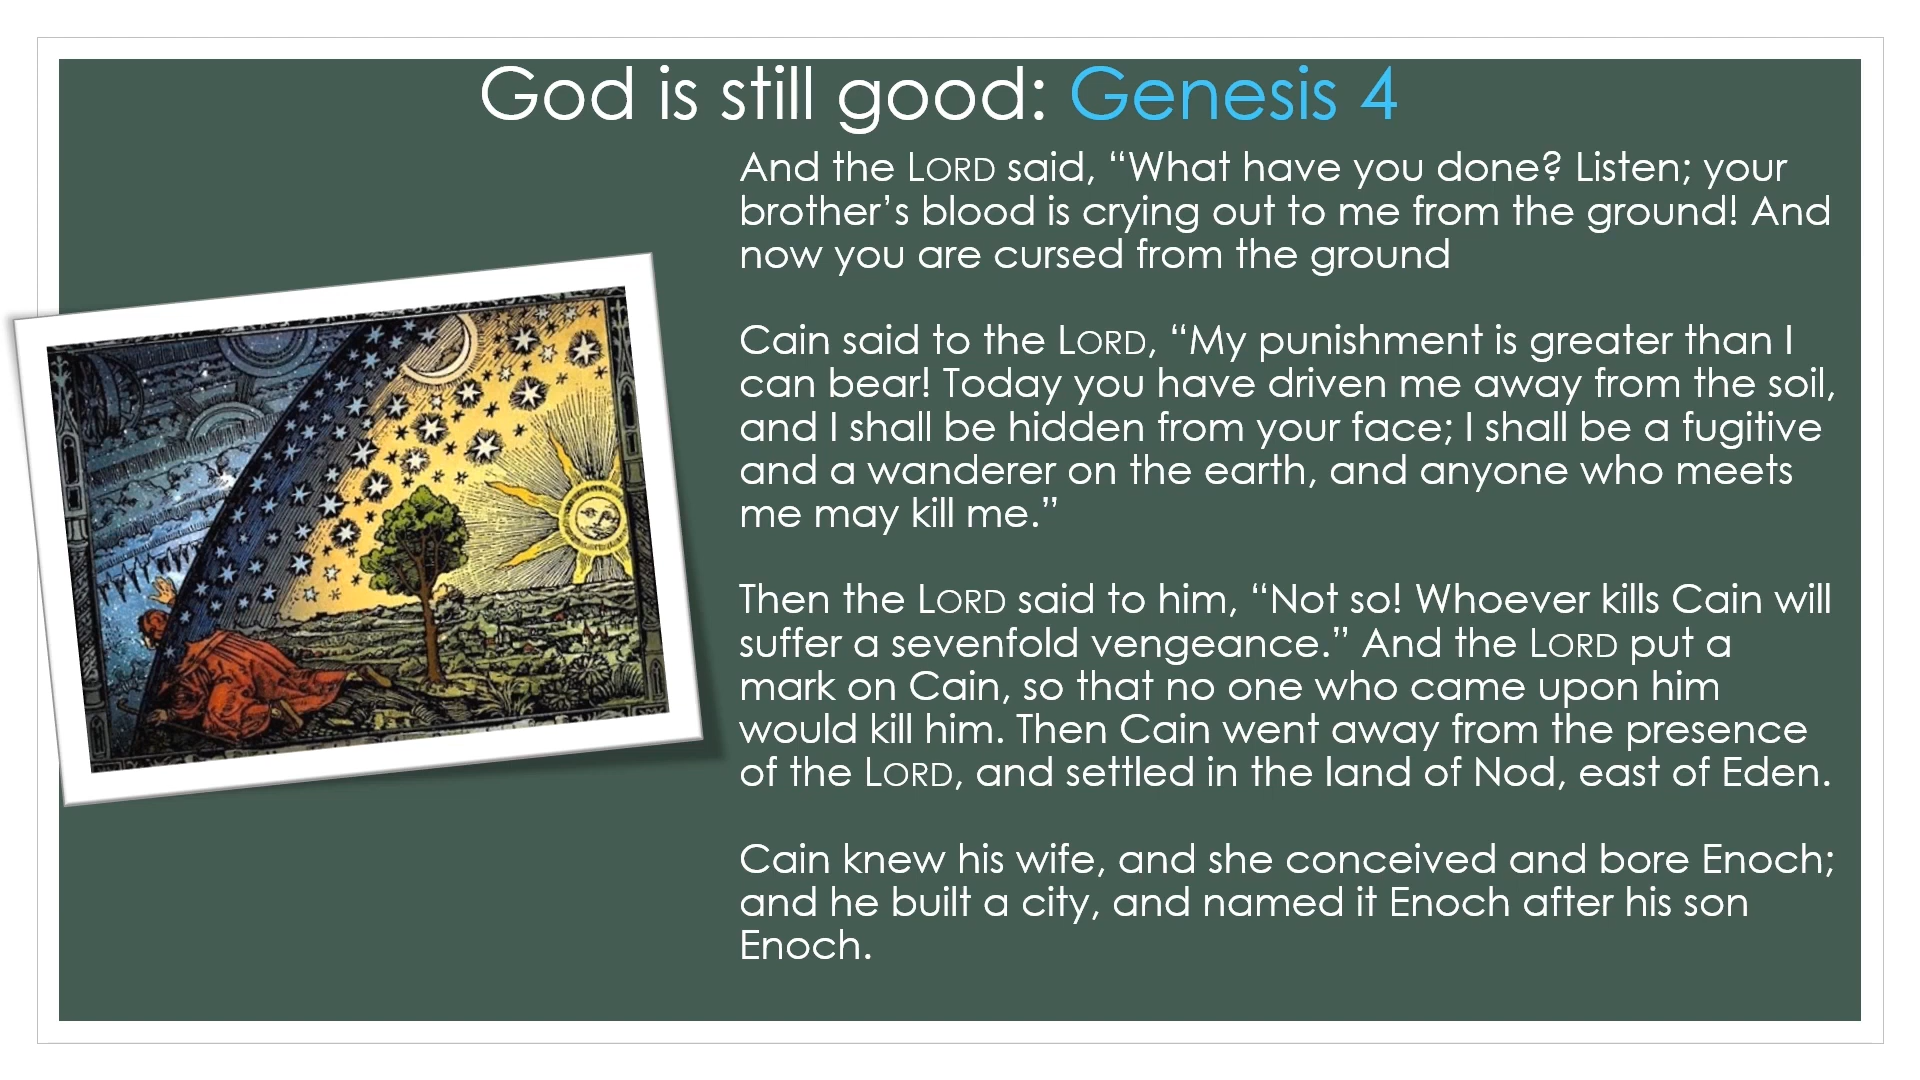 God is still good: Genesis 4
And the LORD said, “What have you done? Listen; your
brother’s blood is crying out to me from the ground! And
now you are cursed from the ground
Cain said to the LORD, “My punishment is greater than I
can bear! Today you have driven me away from the soil,
and I shall be hidden from your face; I shall be a fugitive
and a wanderer on the earth, and anyone who meets
me may kill me.”
Then the LORD said to him, “Not so! Whoever kills Cain will
suffer a sevenfold vengeance.” And the LORD put a
mark on Cain, so that no one who came upon him
would kill him. Then Cain went away from the presence
of the LORD, and settled in the land of Nod, east of Eden.
Cain knew his wife, and she conceived and bore Enoch;
and he built a city, and named it Enoch after his son
Enoch.